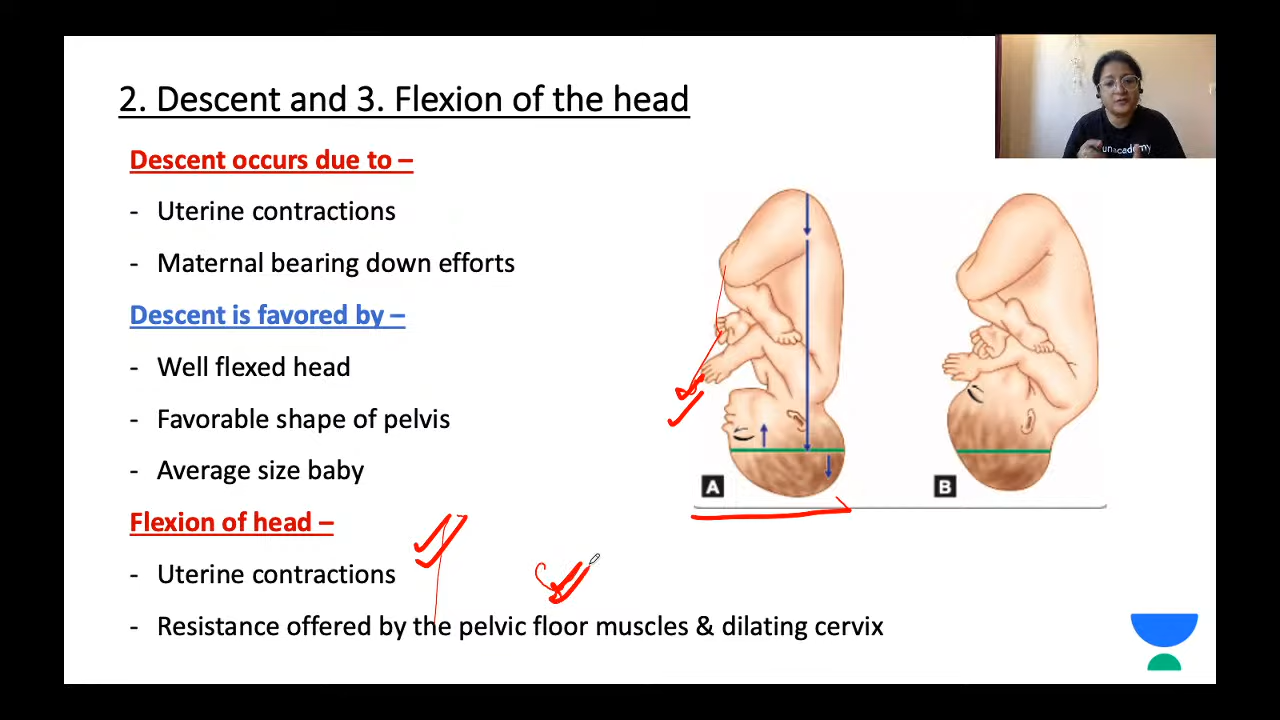 2. Descent and 3. Flexion of the head
Descent occurs due to –
- Uterine contractions
- Maternal bearing down efforts
Descent is favored by –
- Well flexed head
- Favorable shape of pelvis
- Average size baby
Flexion of head –
- Uterine contractions
- Resistance offered by the pelvic floor muscles & dilating cervix
A
B
unacademy